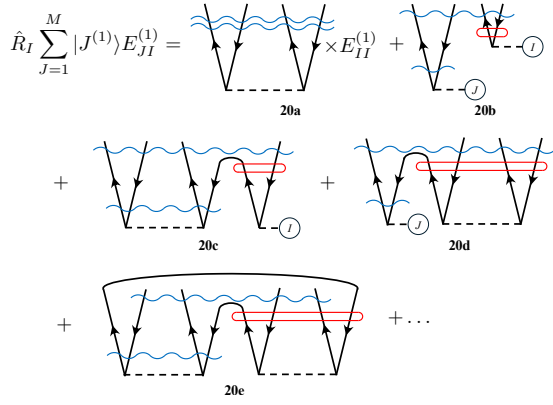 R̂_I ∑_{J=1}^{M} |J^{(1)}⟩E_{JI}^{(1)} = ×E_{II}^{(1)} +
I
J
20a 20b
+ +
I J
20c 20d
+ + ...
20e